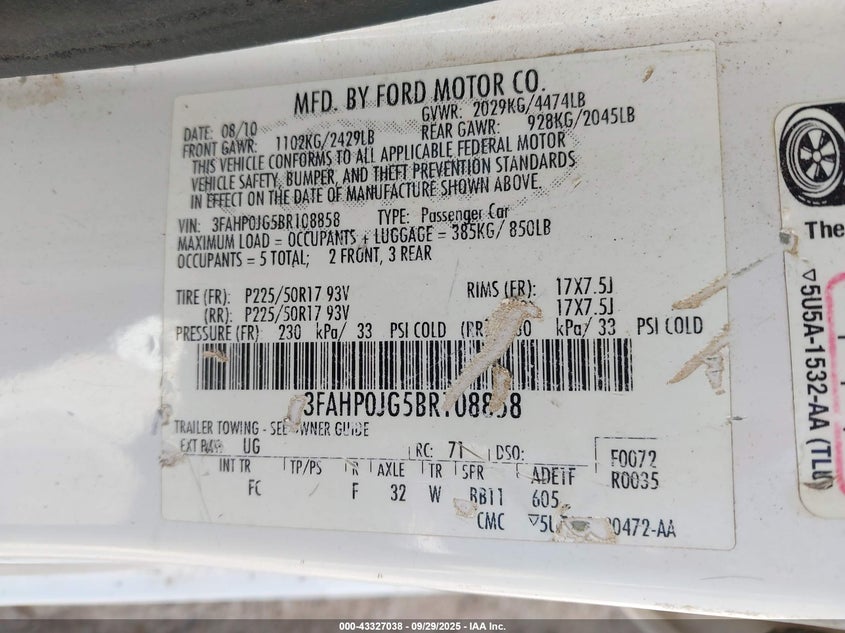 MFD. BY FORD MOTOR CO.
DATE: 08/10 GVWR: 2029KG/4474LB
FRONT GAWR: 1102KG/2429LB REAR GAWR: 928KG/2045LB
THIS VEHICLE CONFORMS TO ALL APPLICABLE FEDERAL MOTOR
VEHICLE SAFETY, BUMPER, AND THEFT PREVENTION STANDARDS
IN EFFECT ON THE DATE OF MANUFACTURE SHOWN ABOVE.
VIN: 3FAHP0JG5BR108858 TYPE: Passenger Car
MAXIMUM LOAD = OCCUPANTS + LUGGAGE = 385KG/ 850LB
OCCUPANTS = 5 TOTAL; 2 FRONT, 3 REAR
TIRE (FR): P225/50R17 93V RIMS (FR): 17X7.5J
(RR): P225/50R17 93V 17X7.5J
PRESSURE (FR) 230 kPa/ 33 PSI COLD kPa/ 33 PSI COLD
3FAHP0JG5BR108858
TRAILER TOWING - SEE OWNER GUIDE
EXT UG RC: 71 DSO: F0072
R0035
INT TR TP/PS R AXLE TR SFR
FC F 32 W BB11 605
CMC
The
▽5U5A-1532-AA
000-43327038 - 09/29/2025 - IAA Inc.